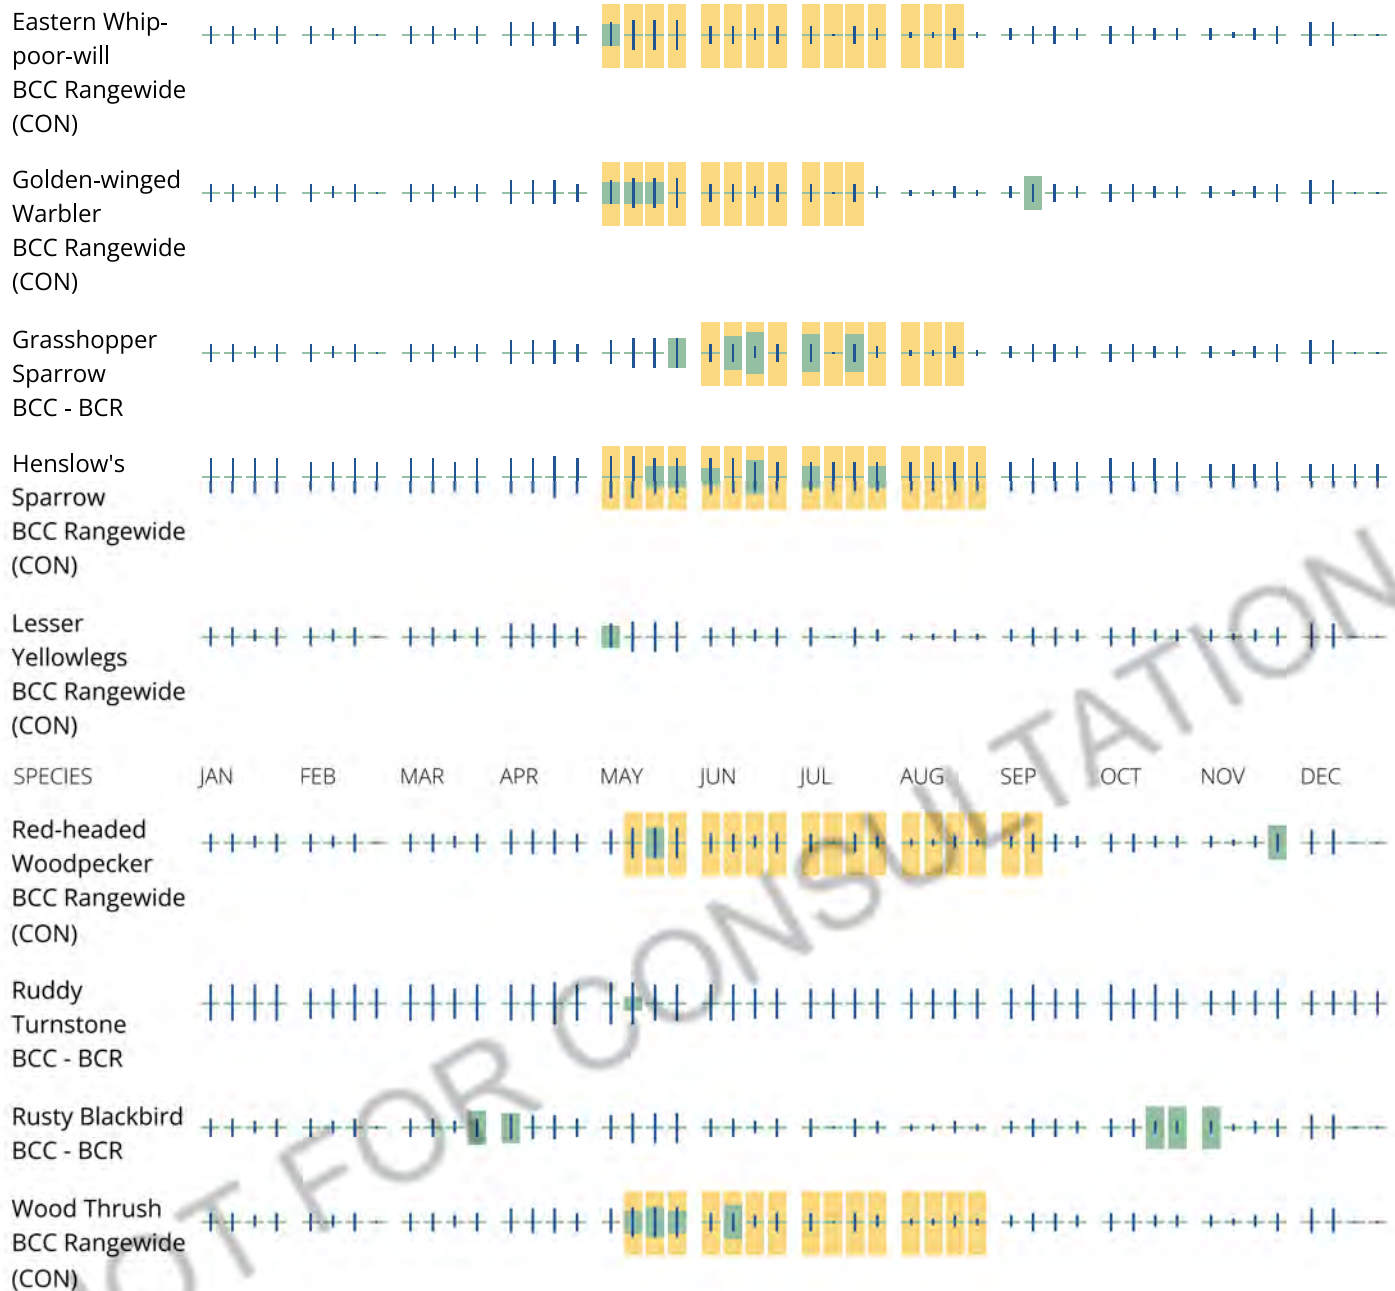 Eastern Whip-
poor-will
BCC Rangewide
(CON)
Golden-winged
Warbler
BCC Rangewide
(CON)
Grasshopper
Sparrow
BCC - BCR
Henslow's
Sparrow
BCC Rangewide
(CON)
Lesser
Yellowlegs
BCC Rangewide
(CON)
SPECIES JAN FEB MAR APR MAY JUN JUL AUG SEP OCT NOV DEC
Red-headed
Woodpecker
BCC Rangewide
(CON)
Ruddy
Turnstone
BCC - BCR
Rusty Blackbird
BCC - BCR
Wood Thrush
BCC Rangewide
(CON)
OT FOR CONSULTATION